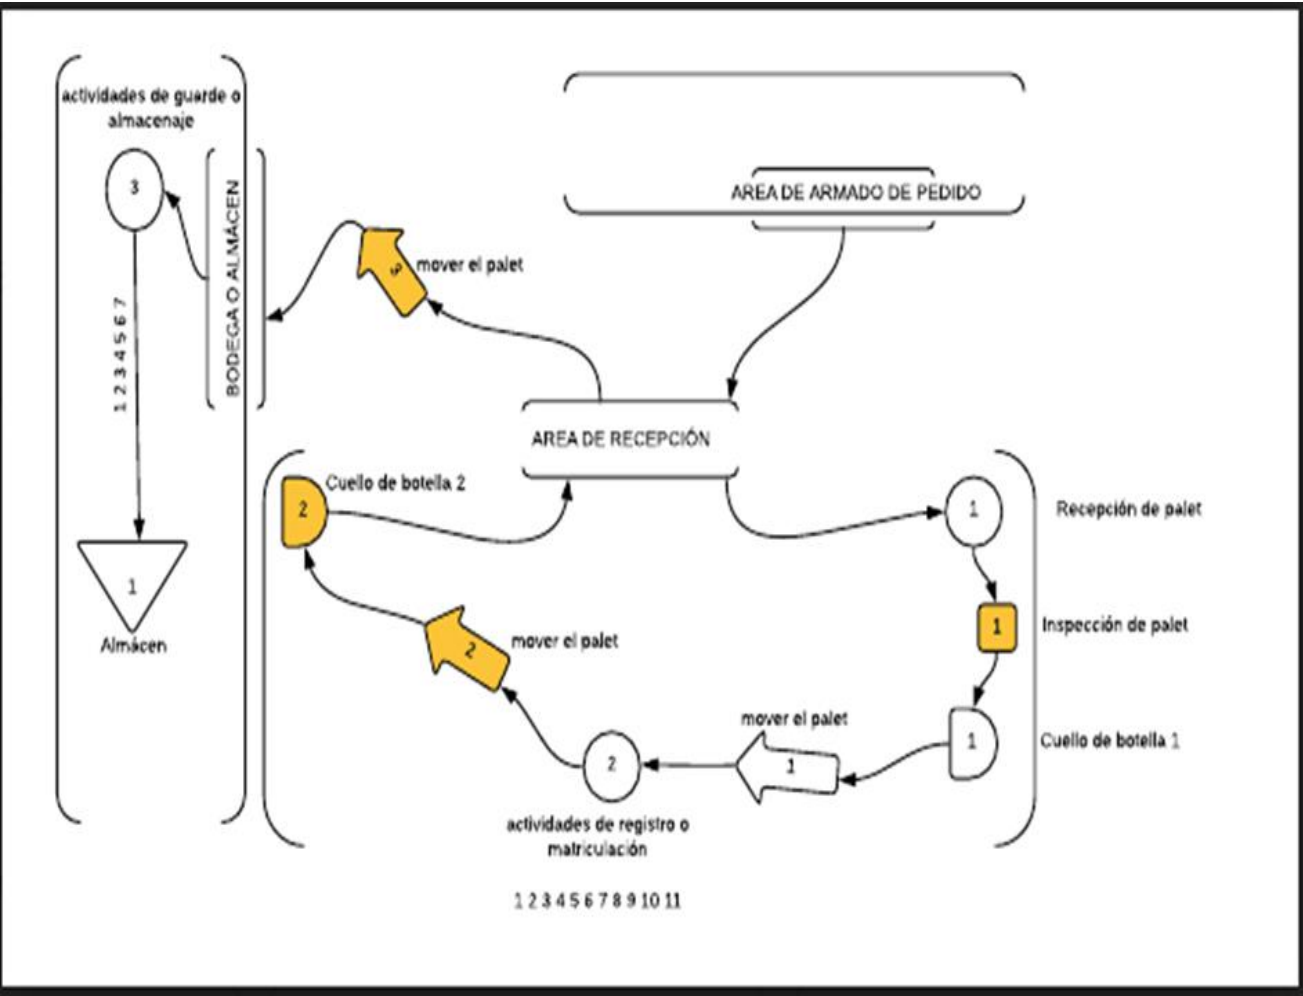 actividades de guarde o
almacenaje
3
1 2 3 4 5 6 7
1
Almácen
BODEGA O ALMÁCEN
3
mover el palet
AREA DE ARMADO DE PEDIDO
AREA DE RECEPCIÓN
2
Cuello de botella 2
1
Recepción de palet
1
Inspección de palet
1
Cuello de botella 1
mover el palet
1
2
mover el palet
2
actividades de registro o
matriculación
1 2 3 4 5 6 7 8 9 10 11